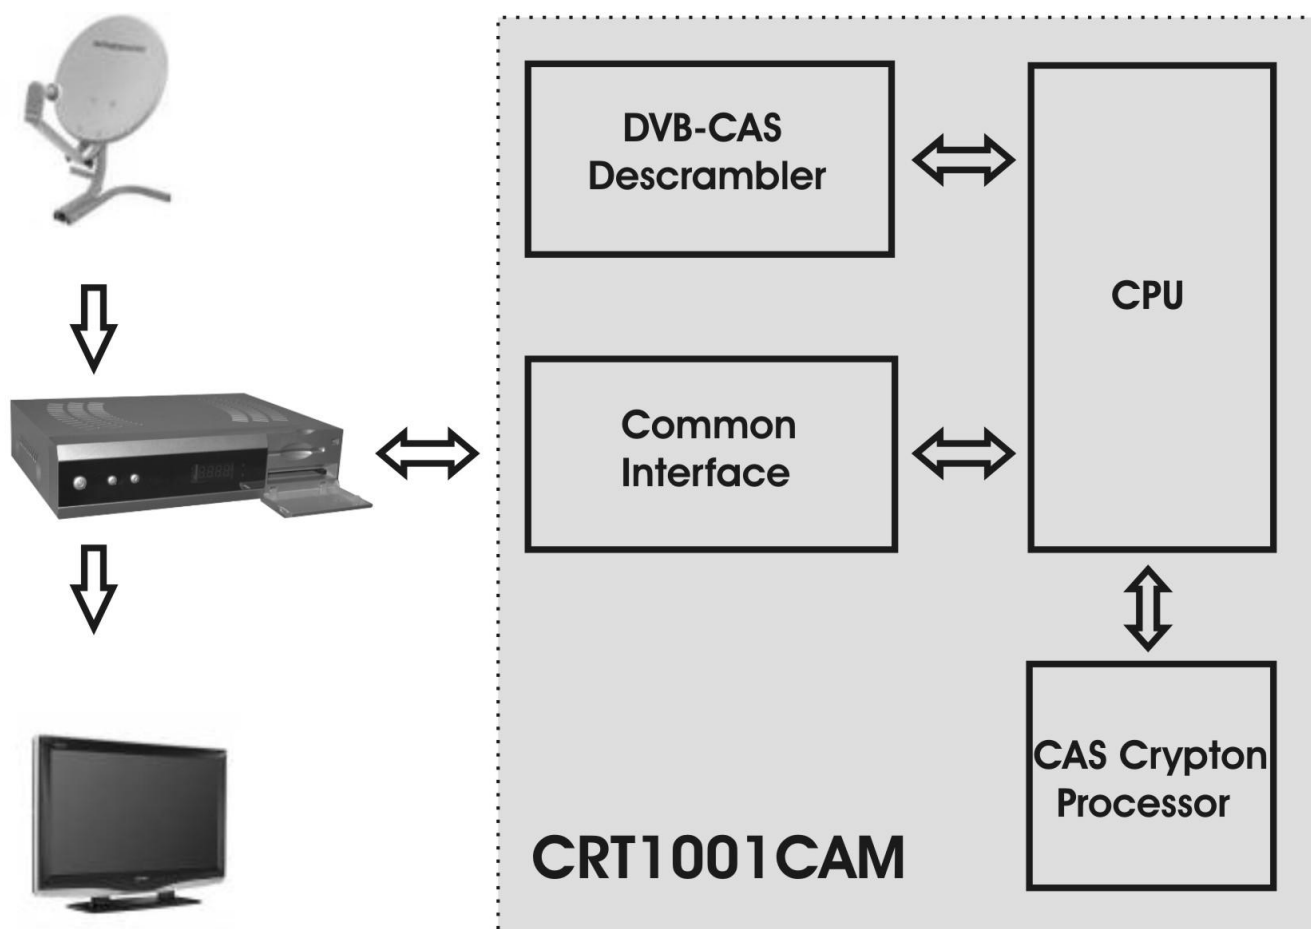 DVB-CAS
Descrambler
CPU
Common
Interface
CAS Crypton
Processor
CRT1001CAM